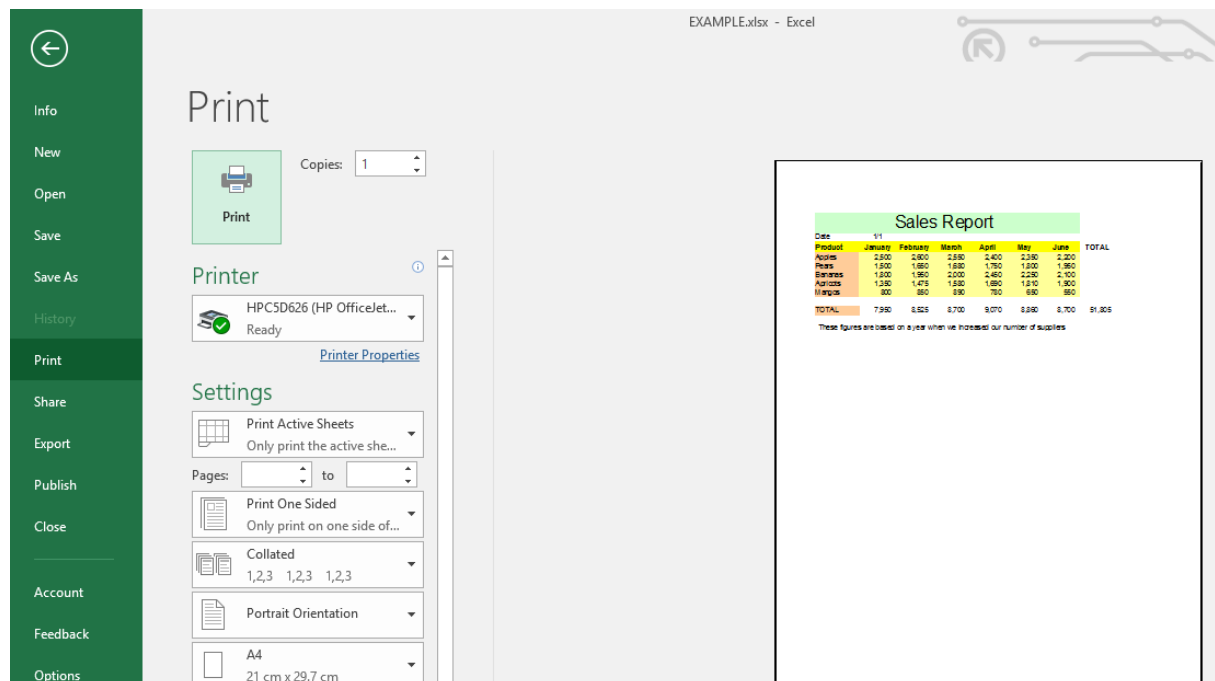 EXAMPLE.xlsx - Excel
Info
New
Open
Save
Save As
History
Print
Share
Export
Publish
Close
Account
Feedback
Options
Print
Print
Copies: 1
Printer
HPC5D626 (HP OfficeJet...
Ready
Printer Properties
Settings
Print Active Sheets
Only print the active she...
Pages: to
Print One Sided
Only print on one side of...
Collated
1,2,3 1,2,3 1,2,3
Portrait Orientation
A4
21 cm x 29.7 cm
Sales Report
Date 1/1
Product January February March April May June TOTAL
Apples 2,500 2,600 2,550 2,400 2,350 2,200
Pears 1,500 1,650 1,680 1,750 1,800 1,950
Bananas 1,800 1,950 2,000 2,450 2,250 2,100
Apricots 1,350 1,475 1,580 1,690 1,810 1,900
Mangos 800 850 890 780 650 550
TOTAL 7,950 8,525 8,700 9,070 8,860 8,700 51,805
These figures are based on a year when we increased our number of suppliers